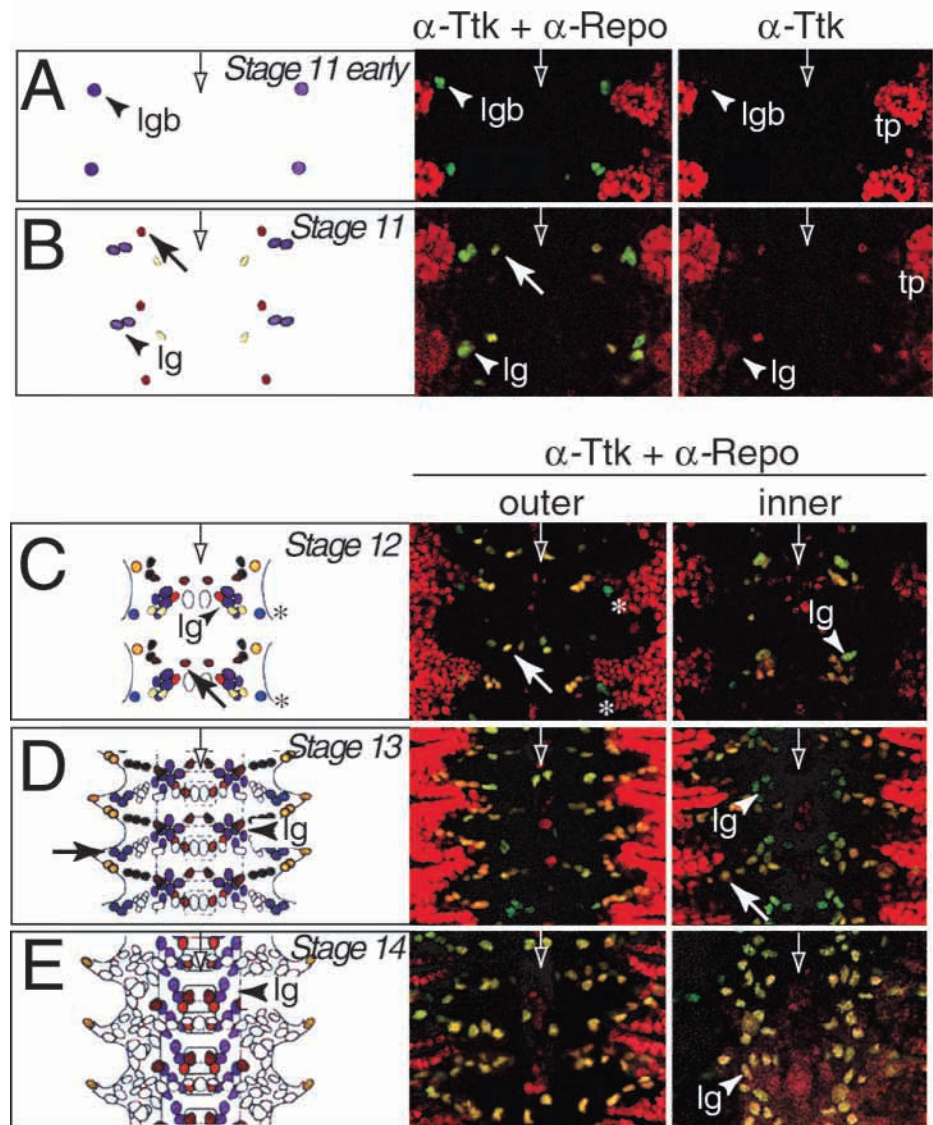 α-Ttk + α-Repo α-Ttk
A Stage 11 early lgb lgb lgb tp
B Stage 11 lg lg lg tp
α-Ttk + α-Repo
outer inner
C Stage 12 lg * * * * lg
D Stage 13 lg lg
E Stage 14 lg lg